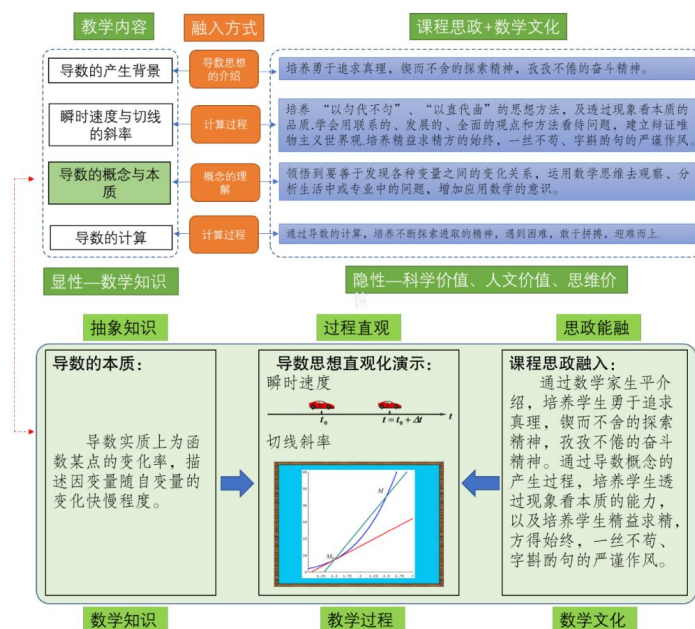 教学内容
融入方式
课程思政+数学文化
导数的产生背景
导数思想
的介绍
培养勇于追求真理，锲而不舍的探索精神，孜孜不倦的奋斗精神。
瞬时速度与切线
的斜率
计算过程
培养 “以匀代不匀”、“以直代曲”的思想方法，及透过现象看本质的
品质.学会用联系的、发展的、全面的观点和方法看待问题，建立辩证唯
物主义世界观.培养精益求精方的始终，一丝不苟、字斟酌句的严谨作风。
导数的概念与本
质
概念的理
解
领悟到要善于发现各种变量之间的变化关系，运用数学思维去观察、分
析生活中或专业中的问题，增加应用数学的意识。
导数的计算
计算过程
通过导数的计算，培养不断探索进取的精神，遇到困难，敢于拼搏，迎难而上.
显性—数学知识
隐性—科学价值、人文价值、思维价
值
抽象知识
过程直观
思政能融
导数的本质：
导数实质上为函
数某点的变化率，描
述因变量随自变量的
变化快慢程度。
导数思想直观化演示：
瞬时速度
t₀
t = t₀ + Δt
t
切线斜率
M
M₀
课程思政融入：
通过数学家生平介
绍，培养学生勇于追求
真理，锲而不舍的探索
精神，孜孜不倦的奋斗
精神。通过导数概念的
产生过程，培养学生透
过现象看本质的能力，
以及培养学生精益求精，
方得始终，一丝不苟、
字斟酌句的严谨作风。
数学知识
教学过程
数学文化